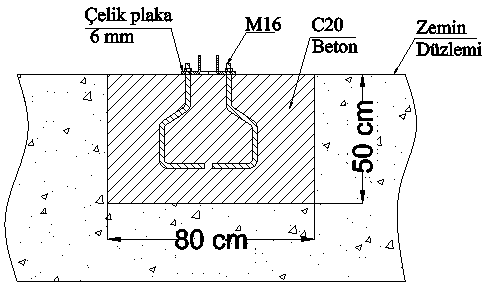 Çelik plaka
6 mm
M16
C20
Beton
Zemin
Düzlemi
50 cm
80 cm